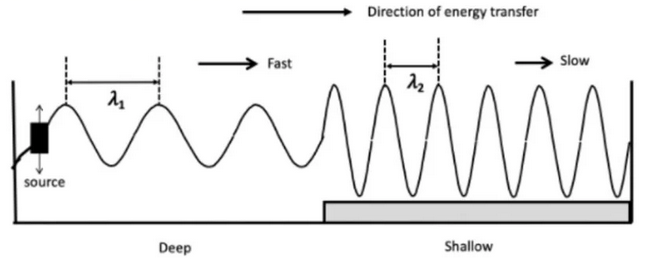 Direction of energy transfer
Fast
Slow
λ₁
λ₂
source
Deep
Shallow